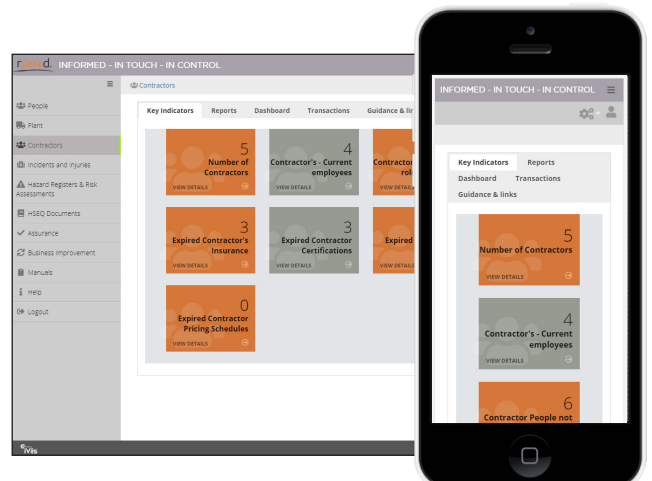 INFORMED - IN TOUCH - IN CONTROL
Contractors
People
Plant
Contractors
Incidents and Injuries
Hazard Registers & Risk
Assessments
HSEQ Documents
Assurance
Business Improvement
Manuals
Help
Logout
Key Indicators Reports Dashboard Transactions Guidance & lin
5
Number of
Contractors
VIEW DETAILS
4
Contractor's - Current
employees
VIEW DETAILS
Contractor
rol
VIEW DETAILS
3
Expired Contractor's
Insurance
VIEW DETAILS
3
Expired Contractor
Certifications
VIEW DETAILS
Expired
VIEW DETAILS
0
Expired Contractor
Pricing Schedules
VIEW DETAILS
iViis
INFORMED - IN TOUCH - IN CONTROL
Key Indicators Reports
Dashboard Transactions
Guidance & links
5
Number of Contractors
VIEW DETAILS
4
Contractor's - Current
employees
VIEW DETAILS
6
Contractor People not